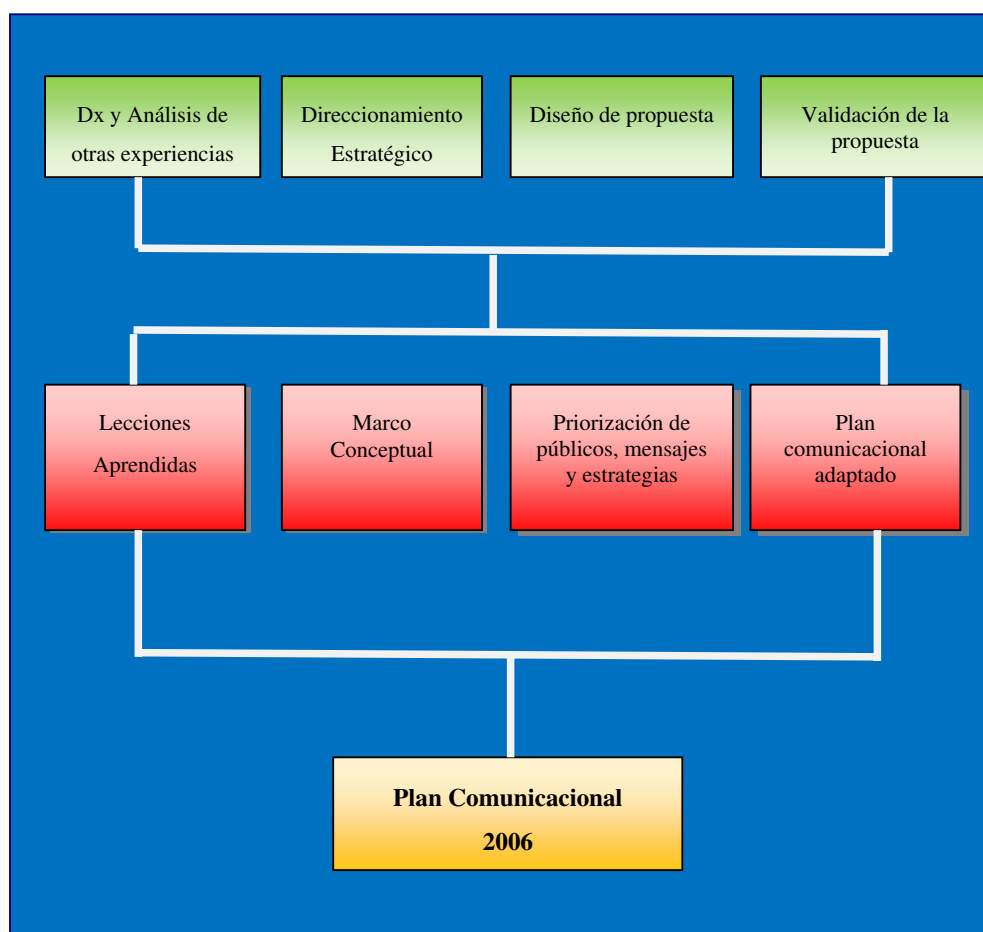 Dx y Análisis de
otras experiencias
Direccionamiento
Estratégico
Diseño de propuesta
Validación de la
propuesta
Lecciones
Aprendidas
Marco
Conceptual
Priorización de
públicos, mensajes
y estrategias
Plan
comunicacional
adaptado
Plan Comunicacional
2006